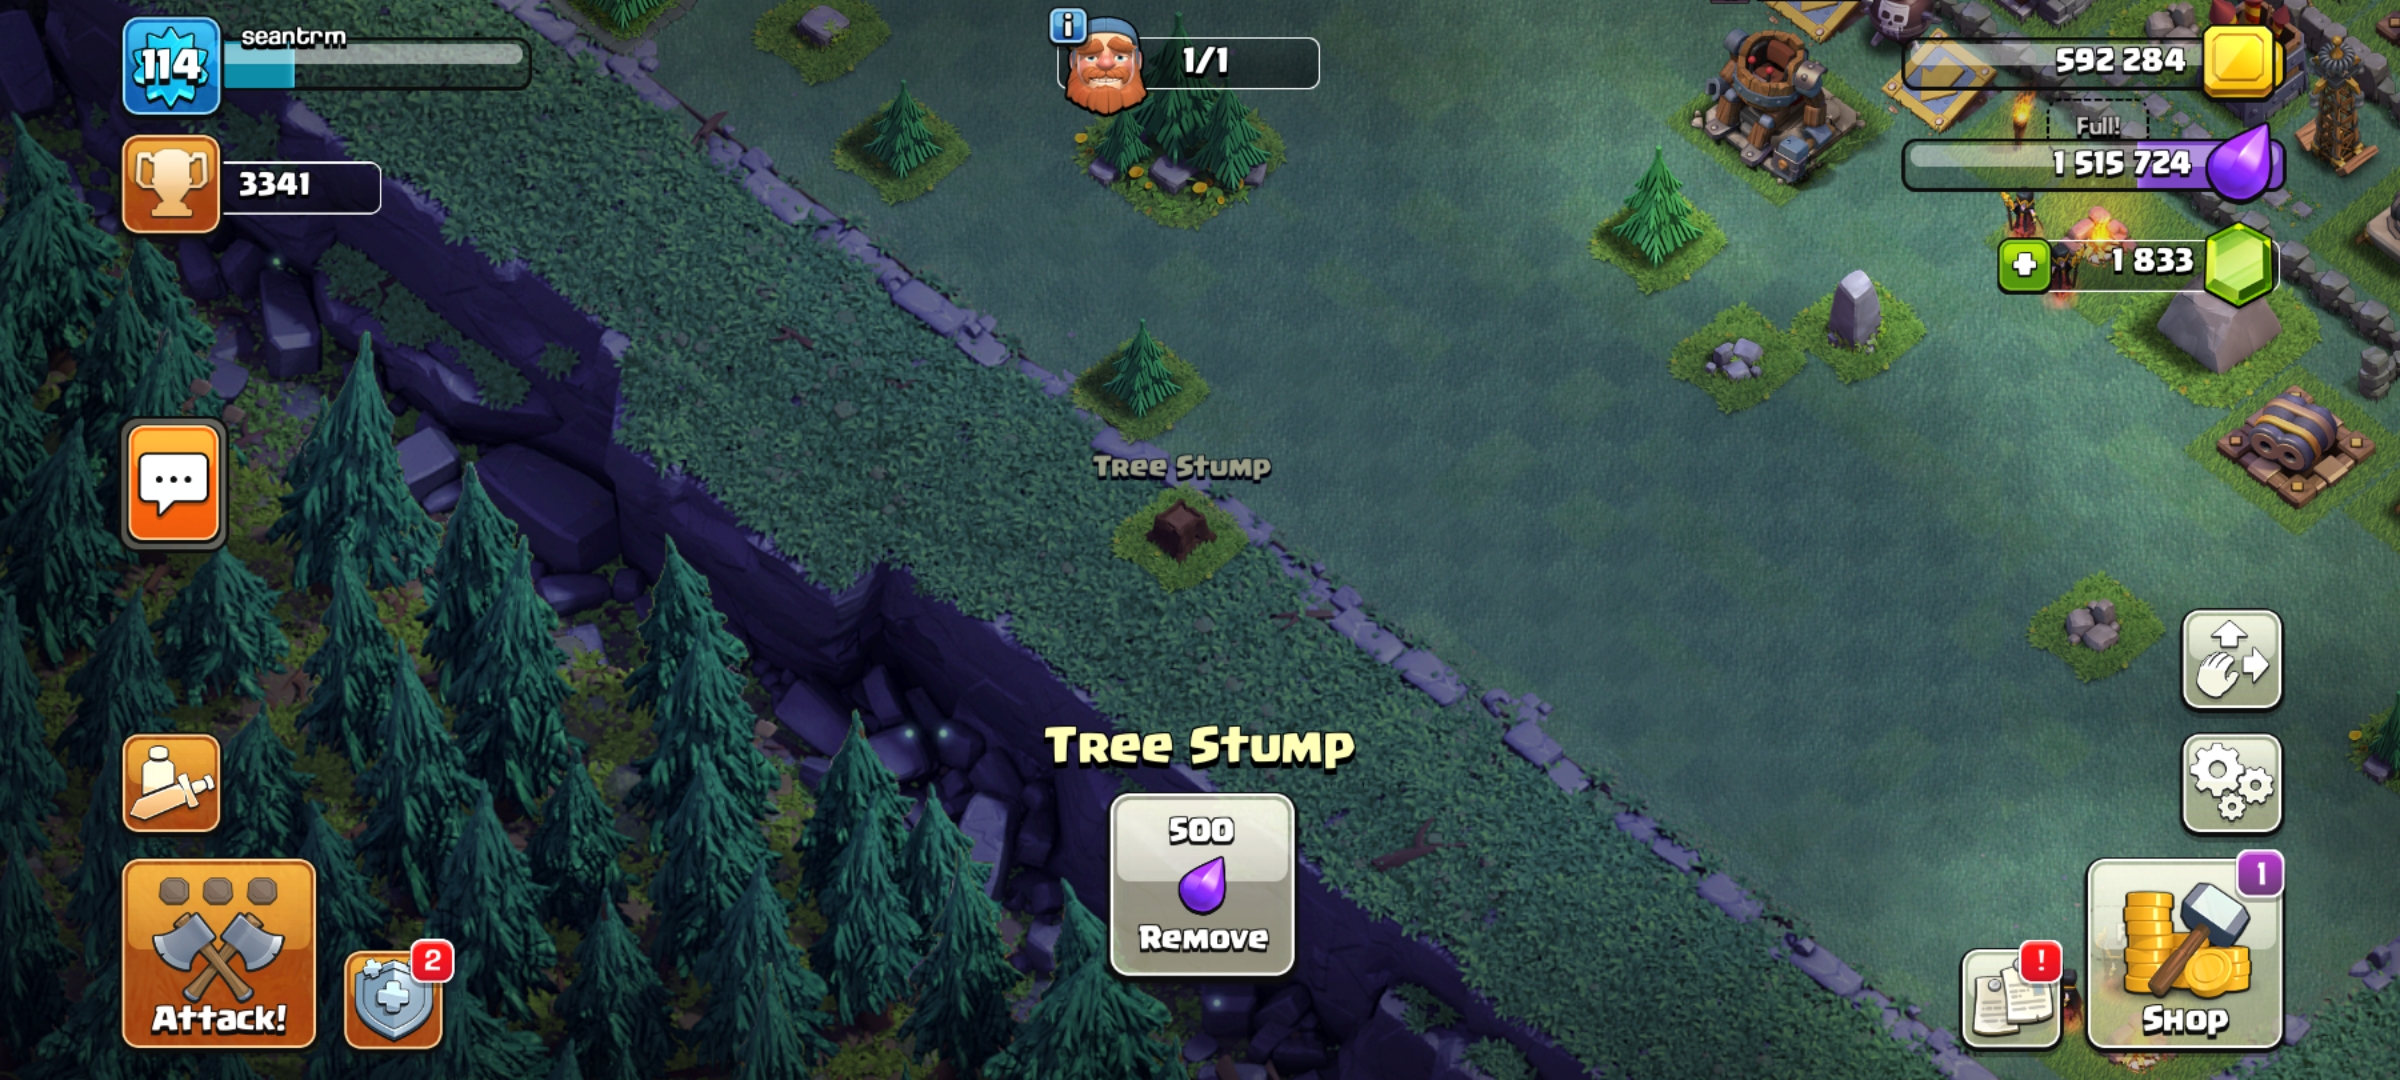 114
seantrm
1/1
592 284
Full!
1 515 724
3341
1 833
Tree Stump
Tree Stump
500
Remove
Attack!
2
!
1
Shop